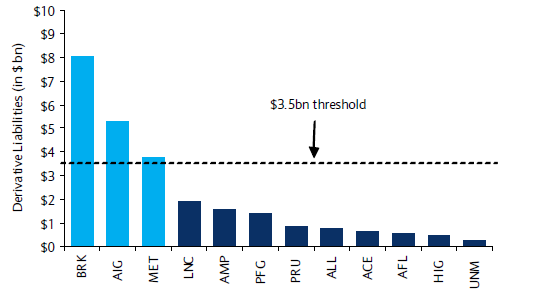 $10
$9
$8
$7
$6
$5
$4
$3
$2
$1
$0
Derivative Liabilities (in $ bn)
$3.5bn threshold
BRK
AIG
MET
LNC
AMP
PFG
PRU
ALL
ACE
AFL
HIG
UNM